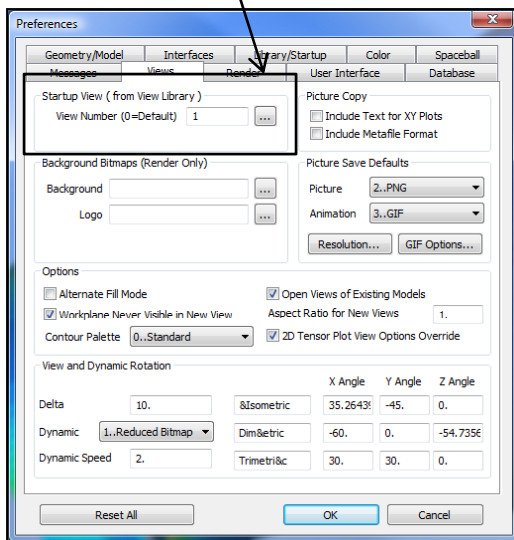 Preferences
Geometry/Model Interfaces Library/Startup Color Spaceball
Messages Views Render User Interface Database
Startup View ( from View Library )
View Number (0=Default) 1 ...
Picture Copy
Include Text for XY Plots
Include Metafile Format
Background Bitmaps (Render Only)
Background ...
Logo ...
Picture Save Defaults
Picture 2..PNG
Animation 3..GIF
Resolution... GIF Options...
Options
Alternate Fill Mode
Open Views of Existing Models
Workplane Never Visible in New View
Aspect Ratio for New Views 1.
Contour Palette 0..Standard
2D Tensor Plot View Options Override
View and Dynamic Rotation
X Angle Y Angle Z Angle
Delta 10. &Isometric 35.26439 -45. 0.
Dynamic 1..Reduced Bitmap Dim&etric -60. 0. -54.7356
Dynamic Speed 2. Trimetri&c 30. 30. 0.
Reset All OK Cancel